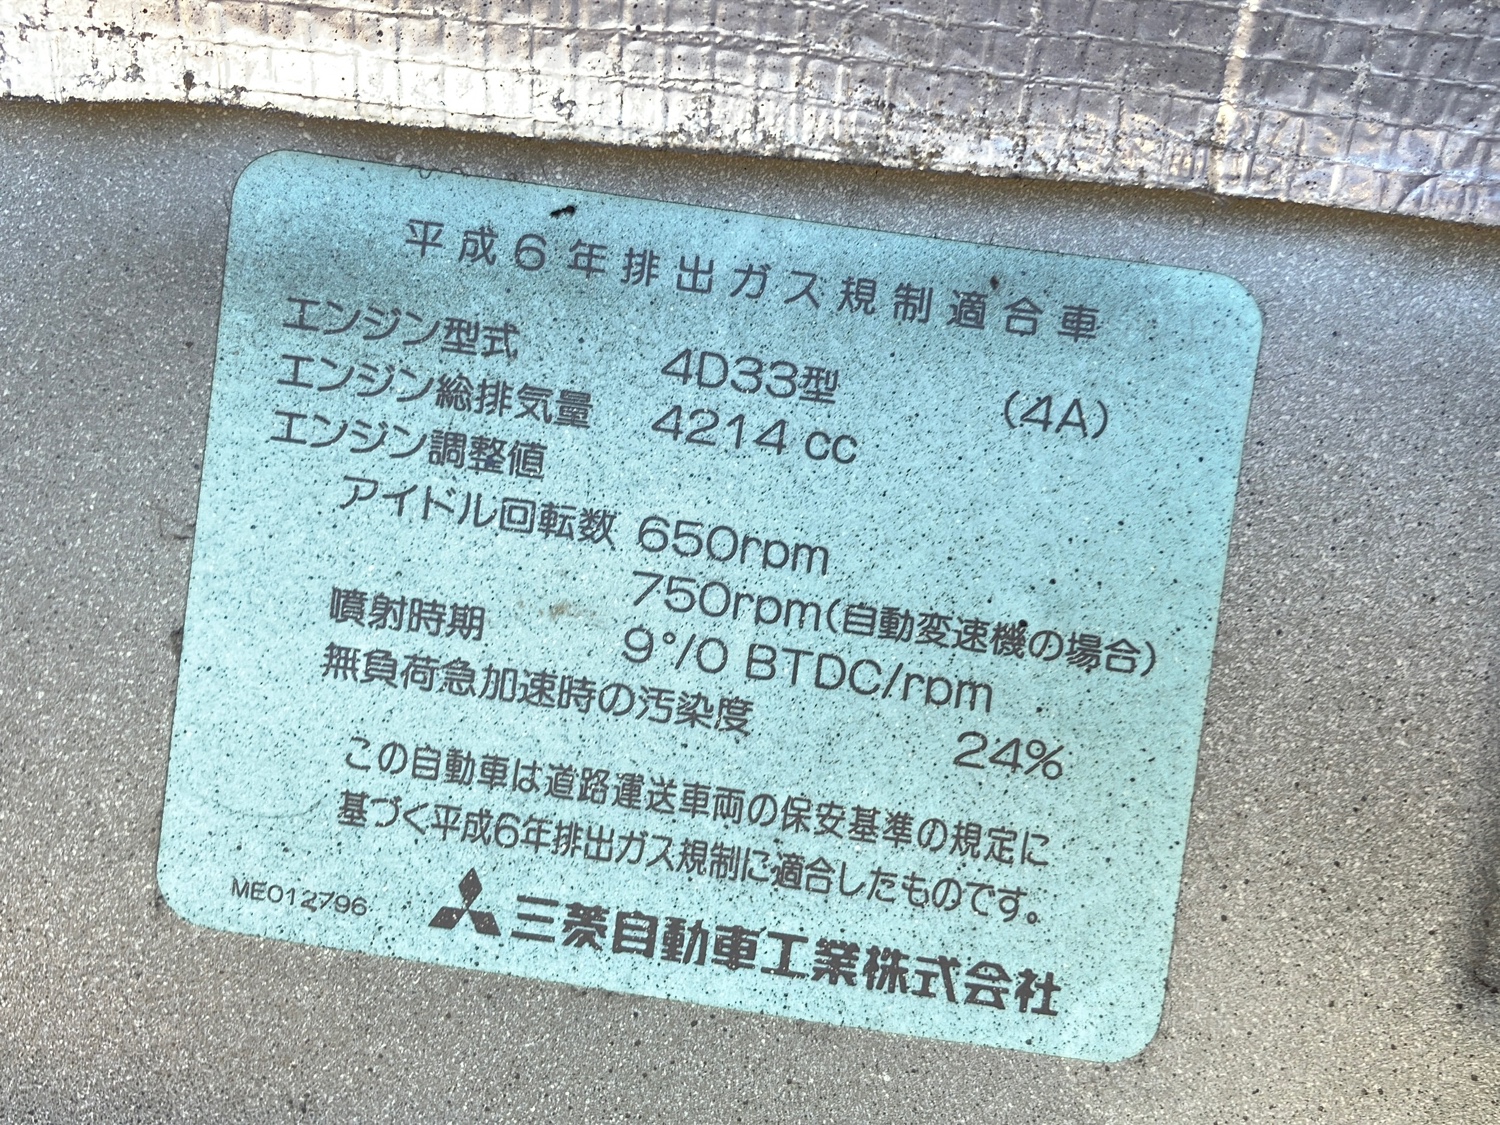 平成6年排出ガス規制適合車
エンジン型式 4D33型 (4A)
エンジン総排気量 4214 cc
エンジン調整値
アイドル回転数 650rpm
750rpm(自動変速機の場合)
噴射時期 9°/0 BTDC/rpm
無負荷急加速時の汚染度 24%
この自動車は道路運送車両の保安基準の規定に
基づく平成6年排出ガス規制に適合したものです。
ME012796 三菱自動車工業株式会社